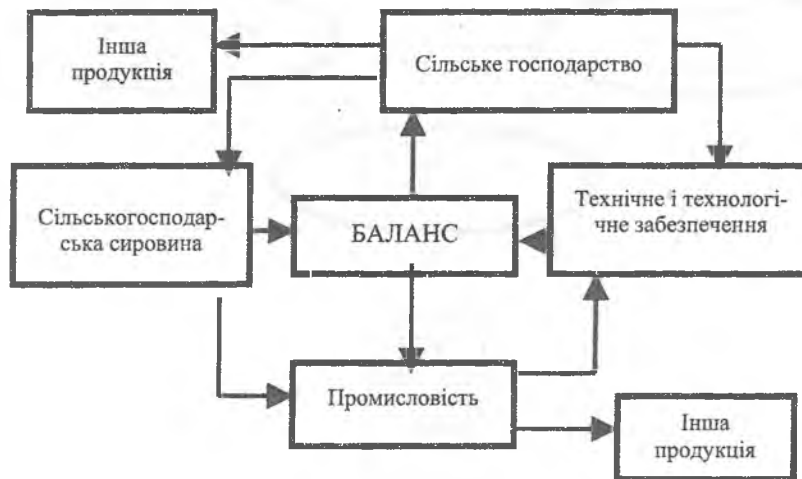 Інша
продукція
Сільське господарство
Сільськогосподар-
ська сировина
БАЛАНС
Технічне і технологі-
чне забезпечення
Промисловість
Інша
продукція